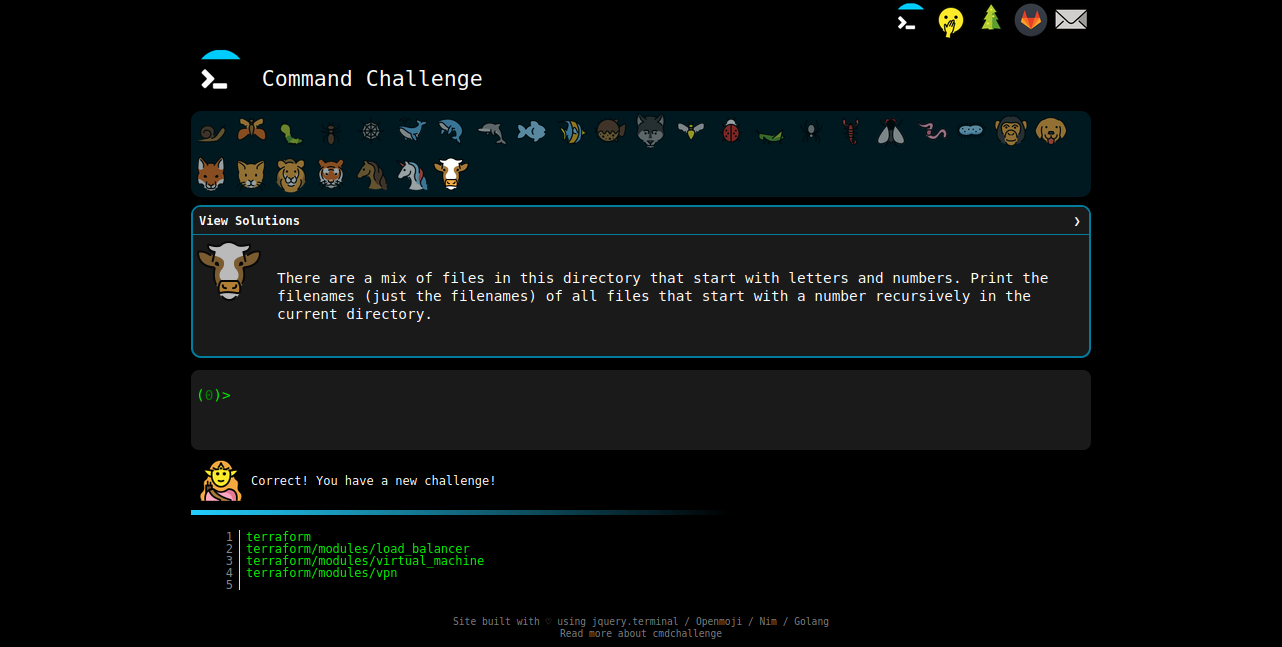 Command Challenge
View Solutions ❯
There are a mix of files in this directory that start with letters and numbers. Print the
filenames (just the filenames) of all files that start with a number recursively in the
current directory.
(0)>
Correct! You have a new challenge!
1 terraform
2 terraform/modules/load_balancer
3 terraform/modules/virtual_machine
4 terraform/modules/vpn
5
Site built with ♡ using jquery.terminal / Openmoji / Nim / Golang
Read more about cmdchallenge